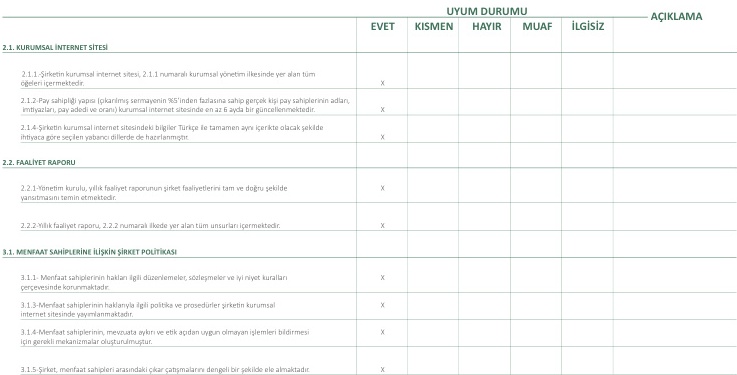 UYUM DURUMU
AÇIKLAMA
EVET KISMEN HAYIR MUAF İLGİSİZ
2.1. KURUMSAL İNTERNET SİTESİ
2.1.1.-Şirketin kurumsal internet sitesi, 2.1.1 numaralı kurumsal yönetim ilkesinde yer alan tüm
öğeleri içermektedir. X
2.1.2-Pay sahipliği yapısı (çıkarılmış sermayenin %5'inden fazlasına sahip gerçek kişi pay sahiplerinin adları,
imtiyazları, pay adedi ve oranı) kurumsal internet sitesinde en az 6 ayda bir güncellenmektedir. X
2.1.4-Şirketin kurumsal internet sitesindeki bilgiler Türkçe ile tamamen aynı içerikte olacak şekilde
ihtiyaca göre seçilen yabancı dillerde de hazırlanmıştır. X
2.2. FAALİYET RAPORU
2.2.1-Yönetim kurulu, yıllık faaliyet raporunun şirket faaliyetlerini tam ve doğru şekilde X
yansıtmasını temin etmektedir.
2.2.2-Yıllık faaliyet raporu, 2.2.2 numaralı ilkede yer alan tüm unsurları içermektedir. X
3.1. MENFAAT SAHİPLERİNE İLİŞKİN ŞİRKET POLİTİKASI
3.1.1- Menfaat sahiplerinin hakları ilgili düzenlemeler, sözleşmeler ve iyi niyet kuralları X
çerçevesinde korunmaktadır.
3.1.3-Menfaat sahiplerinin haklarıyla ilgili politika ve prosedürler şirketin kurumsal X
internet sitesinde yayımlanmaktadır.
3.1.4-Menfaat sahiplerinin, mevzuata aykırı ve etik açıdan uygun olmayan işlemleri bildirmesi X
için gerekli mekanizmalar oluşturulmuştur.
3.1.5-Şirket, menfaat sahipleri arasındaki çıkar çatışmalarını dengeli bir şekilde ele almaktadır. X